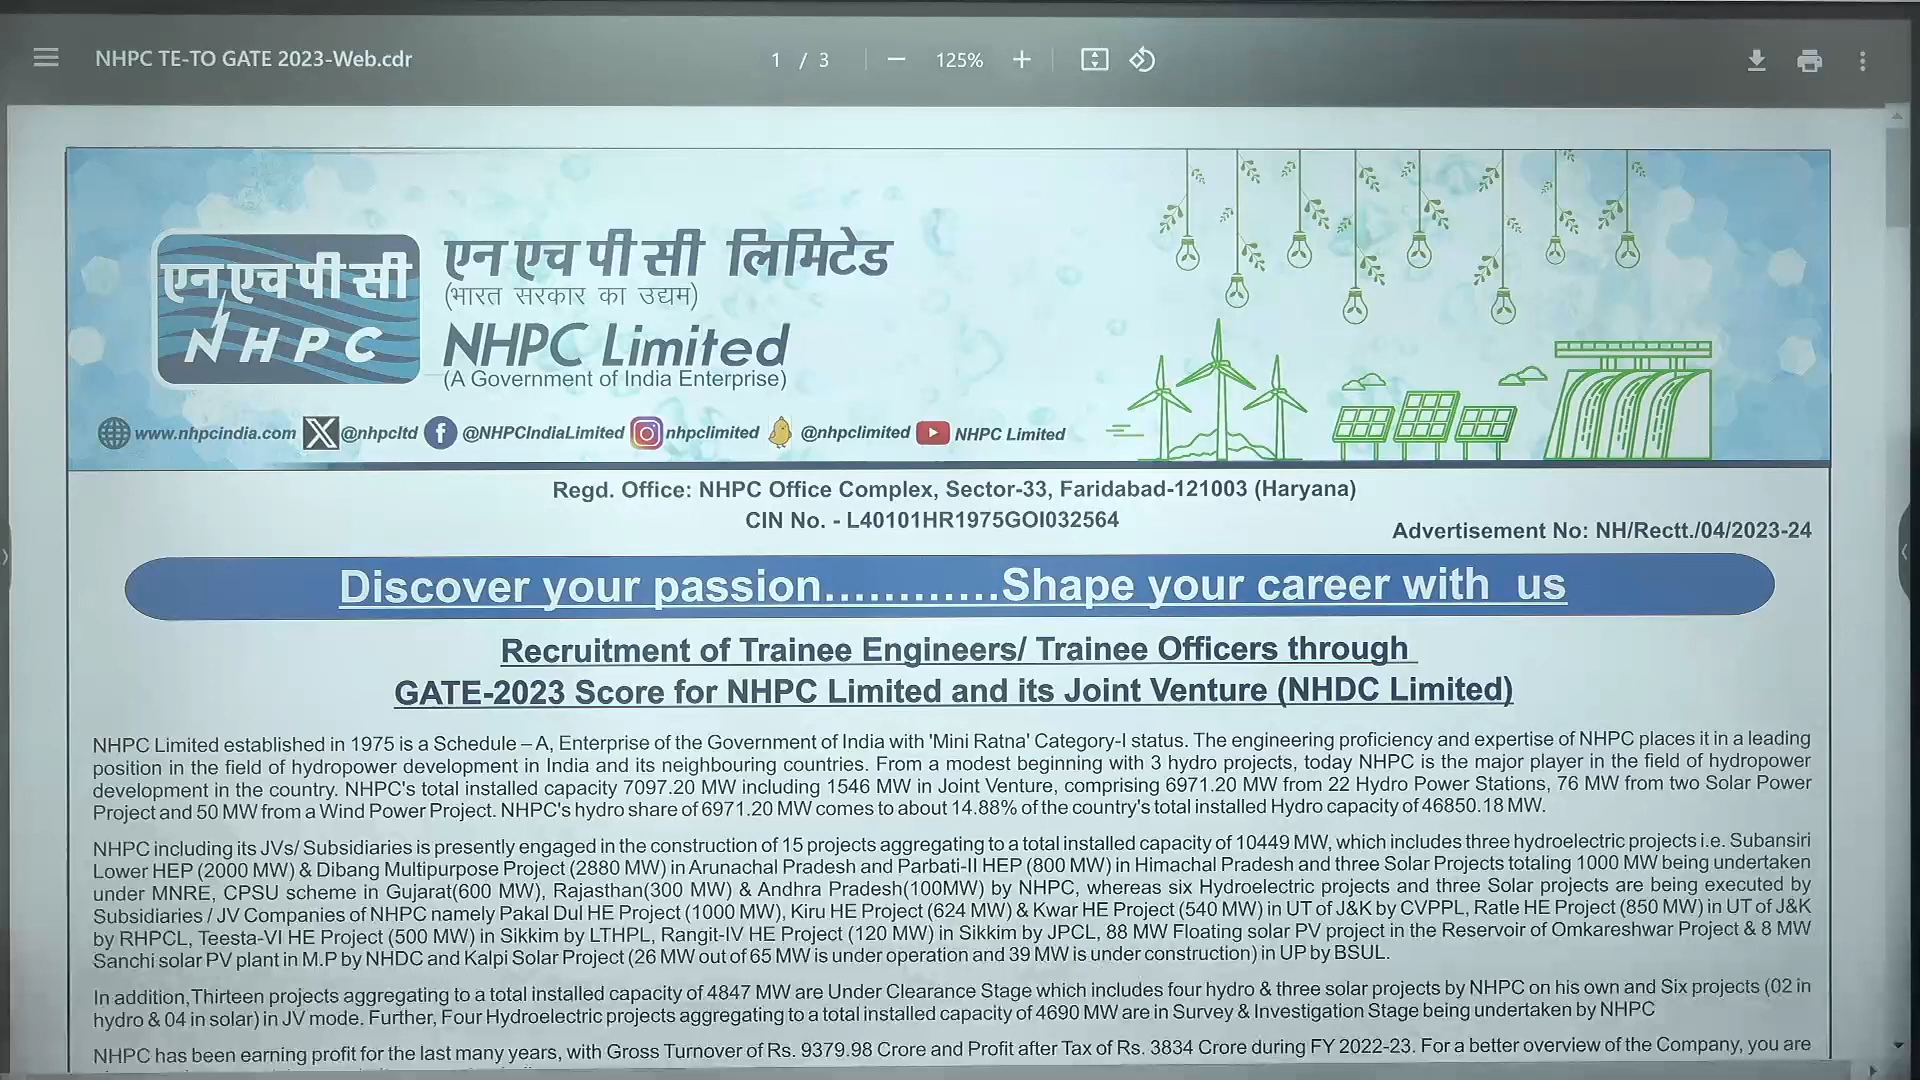 NHPC TE-TO GATE 2023-Web.cdr
1 / 3
125%
एन एच पी सी
NHPC
एन एच पी सी लिमिटेड
(भारत सरकार का उद्यम)
NHPC Limited
(A Government of India Enterprise)
www.nhpcindia.com @nhpcltd @NHPCIndiaLimited nhpclimited @nhpclimited NHPC Limited
Regd. Office: NHPC Office Complex, Sector-33, Faridabad-121003 (Haryana)
CIN No. - L40101HR1975GOI032564
Advertisement No: NH/Rectt./04/2023-24
Discover your passion............Shape your career with us
Recruitment of Trainee Engineers/ Trainee Officers through
GATE-2023 Score for NHPC Limited and its Joint Venture (NHDC Limited)
NHPC Limited established in 1975 is a Schedule – A, Enterprise of the Government of India with 'Mini Ratna' Category-I status. The engineering proficiency and expertise of NHPC places it in a leading
position in the field of hydropower development in India and its neighbouring countries. From a modest beginning with 3 hydro projects, today NHPC is the major player in the field of hydropower
development in the country. NHPC's total installed capacity 7097.20 MW including 1546 MW in Joint Venture, comprising 6971.20 MW from 22 Hydro Power Stations, 76 MW from two Solar Power
Project and 50 MW from a Wind Power Project. NHPC's hydro share of 6971.20 MW comes to about 14.88% of the country's total installed Hydro capacity of 46850.18 MW.
NHPC including its JVs/ Subsidiaries is presently engaged in the construction of 15 projects aggregating to a total installed capacity of 10449 MW, which includes three hydroelectric projects i.e. Subansiri
Lower HEP (2000 MW) & Dibang Multipurpose Project (2880 MW) in Arunachal Pradesh and Parbati-II HEP (800 MW) in Himachal Pradesh and three Solar Projects totaling 1000 MW being undertaken
under MNRE, CPSU scheme in Gujarat(600 MW), Rajasthan(300 MW) & Andhra Pradesh(100MW) by NHPC, whereas six Hydroelectric projects and three Solar projects are being executed by
Subsidiaries / JV Companies of NHPC namely Pakal Dul HE Project (1000 MW), Kiru HE Project (624 MW) & Kwar HE Project (540 MW) in UT of J&K by CVPPL, Ratle HE Project (850 MW) in UT of J&K
by RHPCL, Teesta-VI HE Project (500 MW) in Sikkim by LTHPL, Rangit-IV HE Project (120 MW) in Sikkim by JPCL, 88 MW Floating solar PV project in the Reservoir of Omkareshwar Project & 8 MW
Sanchi solar PV plant in M.P by NHDC and Kalpi Solar Project (26 MW out of 65 MW is under operation and 39 MW is under construction) in UP by BSUL.
In addition,Thirteen projects aggregating to a total installed capacity of 4847 MW are Under Clearance Stage which includes four hydro & three solar projects by NHPC on his own and Six projects (02 in
hydro & 04 in solar) in JV mode. Further, Four Hydroelectric projects aggregating to a total installed capacity of 4690 MW are in Survey & Investigation Stage being undertaken by NHPC
NHPC has been earning profit for the last many years, with Gross Turnover of Rs. 9379.98 Crore and Profit after Tax of Rs. 3834 Crore during FY 2022-23. For a better overview of the Company, you are